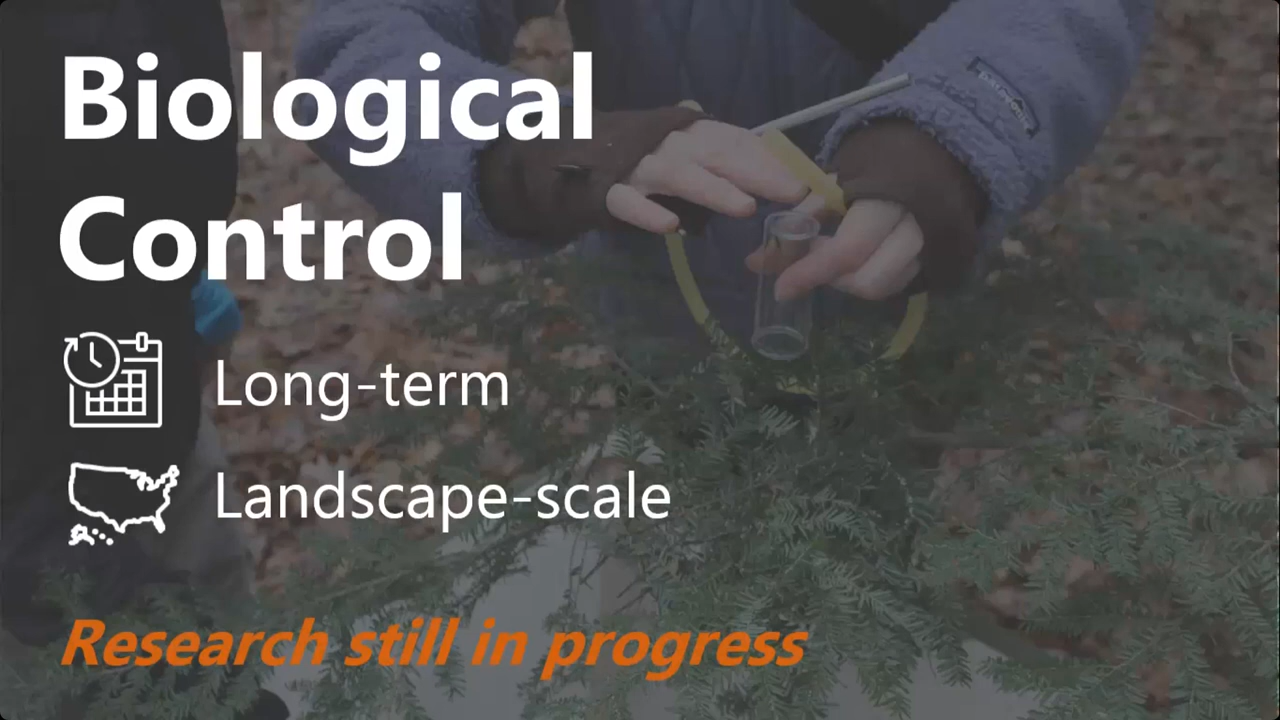 Biological
Control
Long-term
Landscape-scale
Research still in progress